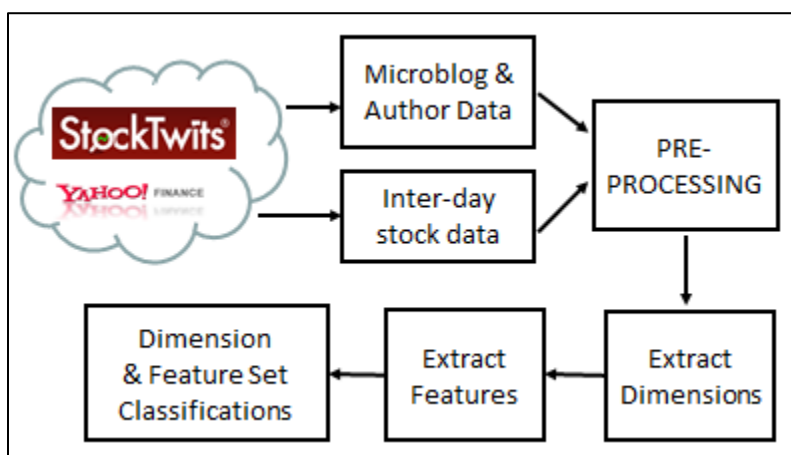 StockTwits®
YAHOO! FINANCE
Microblog &
Author Data
Inter-day
stock data
PRE-
PROCESSING
Extract
Dimensions
Extract
Features
Dimension
& Feature Set
Classifications